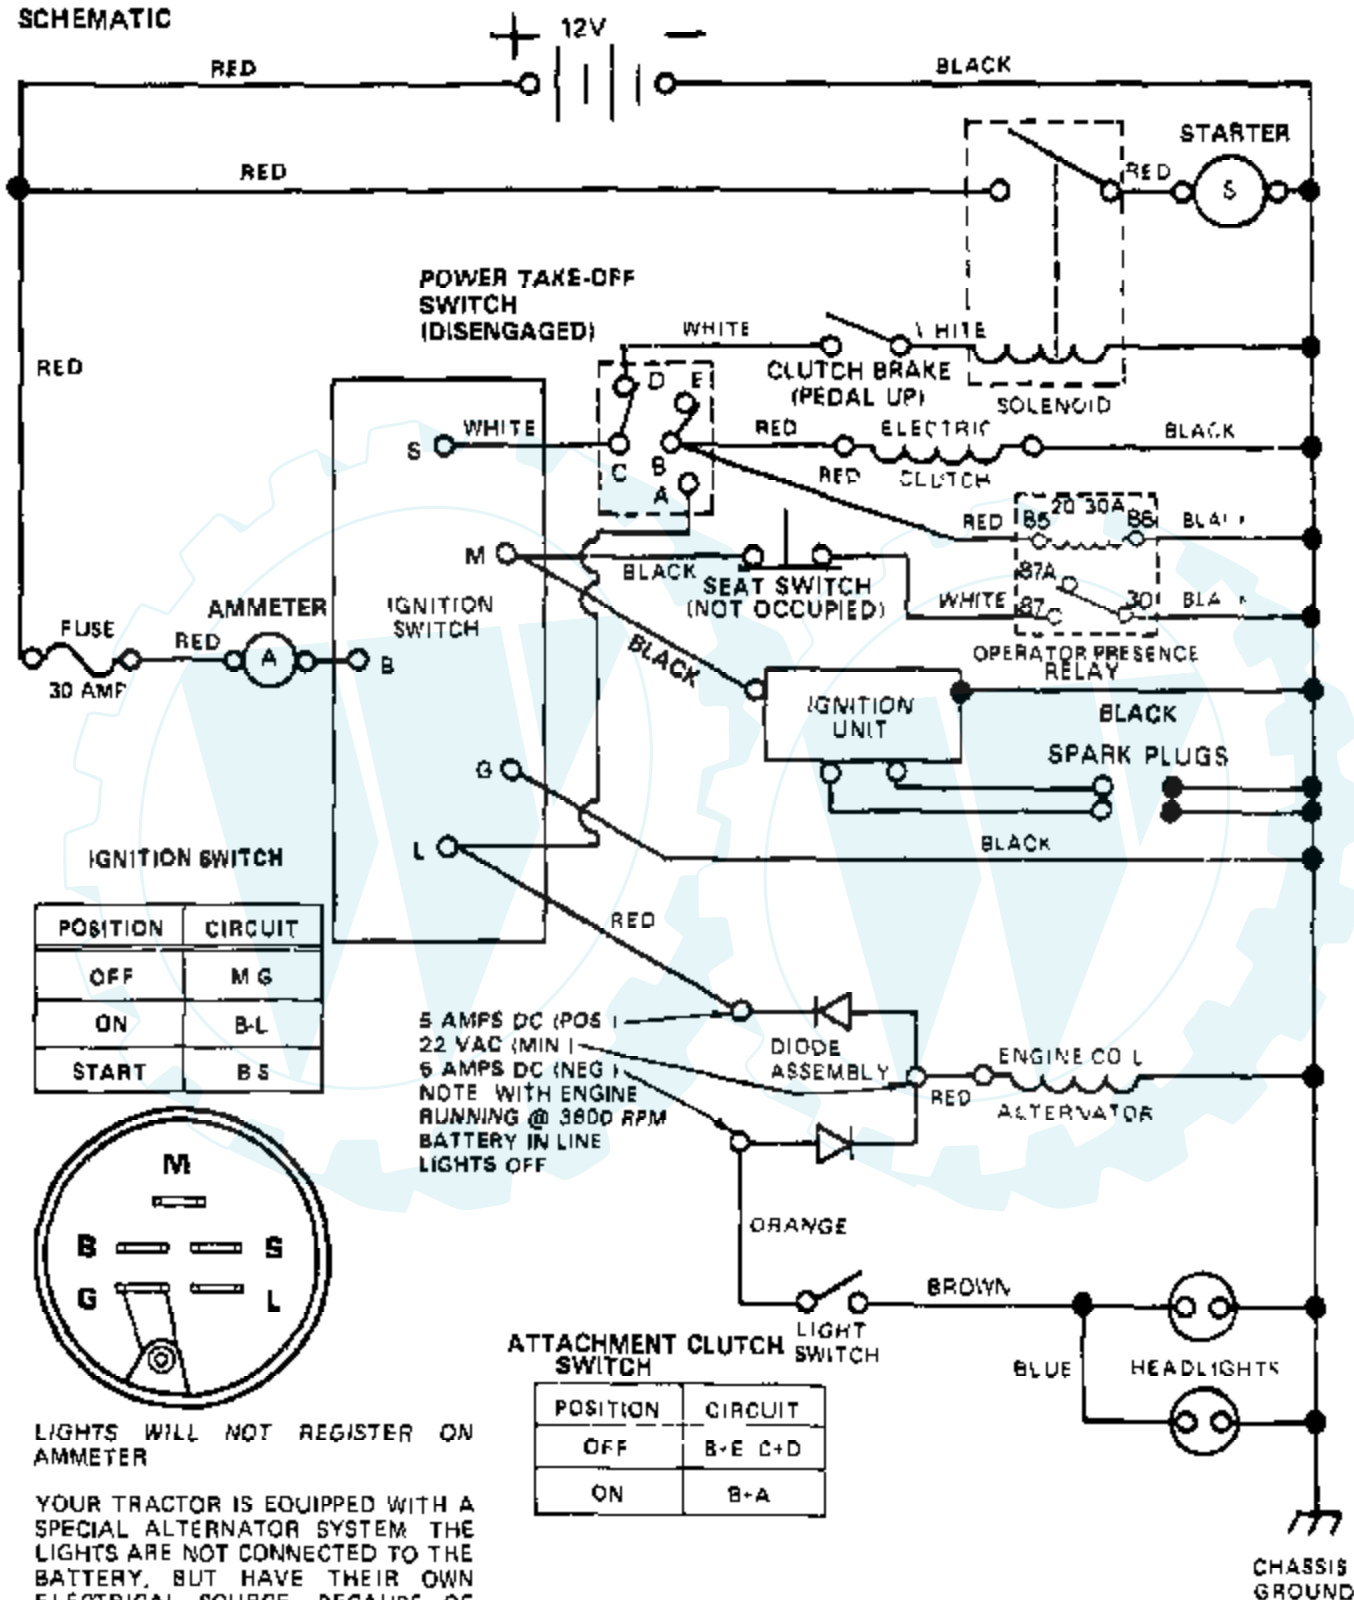 SCHEMATIC
+ 12V −
RED
BLACK
STARTER
RED
RED
S
POWER TAKE-OFF
SWITCH
(DISENGAGED)
WHITE
HITE
RED
CLUTCH BRAKE
(PEDAL UP)
SOLENOID
D E
S
WHITE
RED
ELECTRIC
BLACK
C B
A
RED
CLUTCH
20 30A
RED
85
86
M
BLACK
SEAT SWITCH
(NOT OCCUPIED)
87A
WHITE
87
30
OPERATOR PRESENCE
RELAY
AMMETER
IGNITION
SWITCH
FUSE
RED
A
B
30 AMP
BLACK
IGNITION
UNIT
BLACK
SPARK PLUGS
G
BLACK
L
IGNITION SWITCH
POSITION CIRCUIT
OFF M G
ON B-L
START B S
RED
5 AMPS DC (POS )
22 VAC (MIN )
5 AMPS DC (NEG )
NOTE WITH ENGINE
RUNNING @ 3600 RPM
BATTERY IN LINE
LIGHTS OFF
DIODE
ASSEMBLY
ENGINE CO L
RED
ALTERNATOR
M
B S
G L
ORANGE
BROWN
LIGHT
SWITCH
BLUE
HEADLIGHTS
ATTACHMENT CLUTCH
SWITCH
POSITION CIRCUIT
OFF B+E C+D
ON B+A
LIGHTS WILL NOT REGISTER ON
AMMETER
YOUR TRACTOR IS EQUIPPED WITH A
SPECIAL ALTERNATOR SYSTEM THE
LIGHTS ARE NOT CONNECTED TO THE
BATTERY, BUT HAVE THEIR OWN
CHASSIS
GROUND